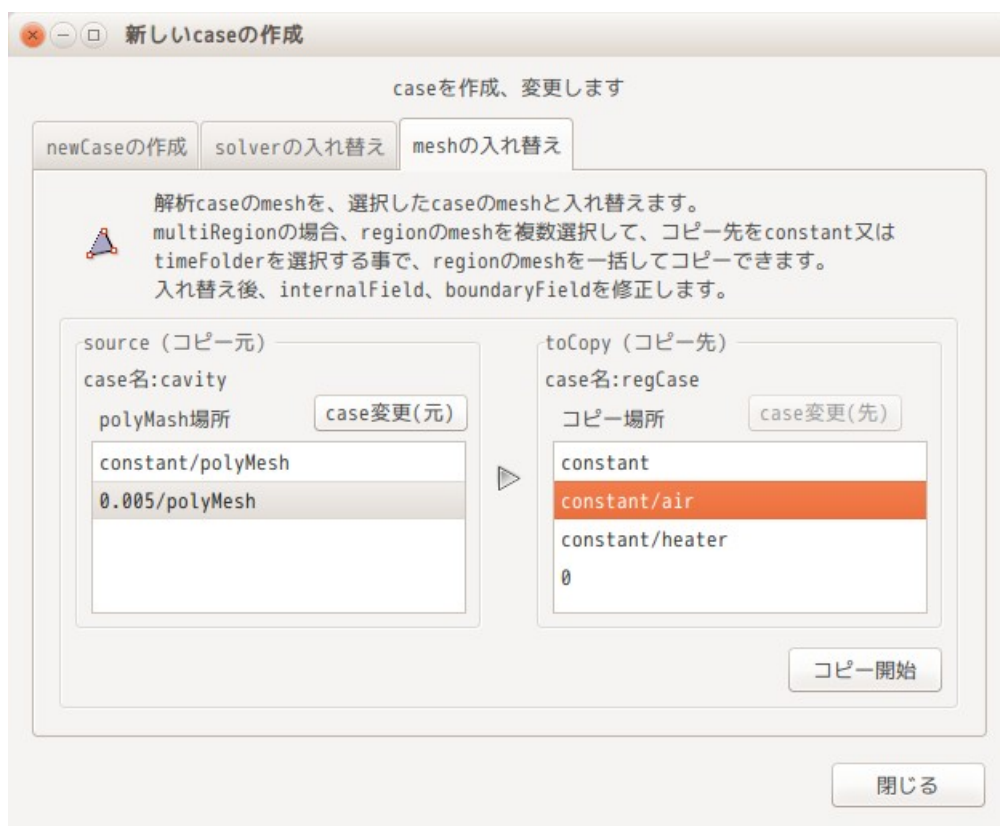 新しいcaseの作成
caseを作成、変更します
newCaseの作成
solverの入れ替え
meshの入れ替え
解析caseのmeshを、選択したcaseのmeshと入れ替えます。
multiRegionの場合、regionのmeshを複数選択して、コピー先をconstant又は
timeFolderを選択する事で、regionのmeshを一括してコピーできます。
入れ替え後、internalField、boundaryFieldを修正します。
source（コピー元）
case名:cavity
polyMash場所
case変更(元)
constant/polyMesh
0.005/polyMesh
toCopy（コピー先）
case名:regCase
コピー場所
case変更(先)
constant
constant/air
constant/heater
0
コピー開始
閉じる